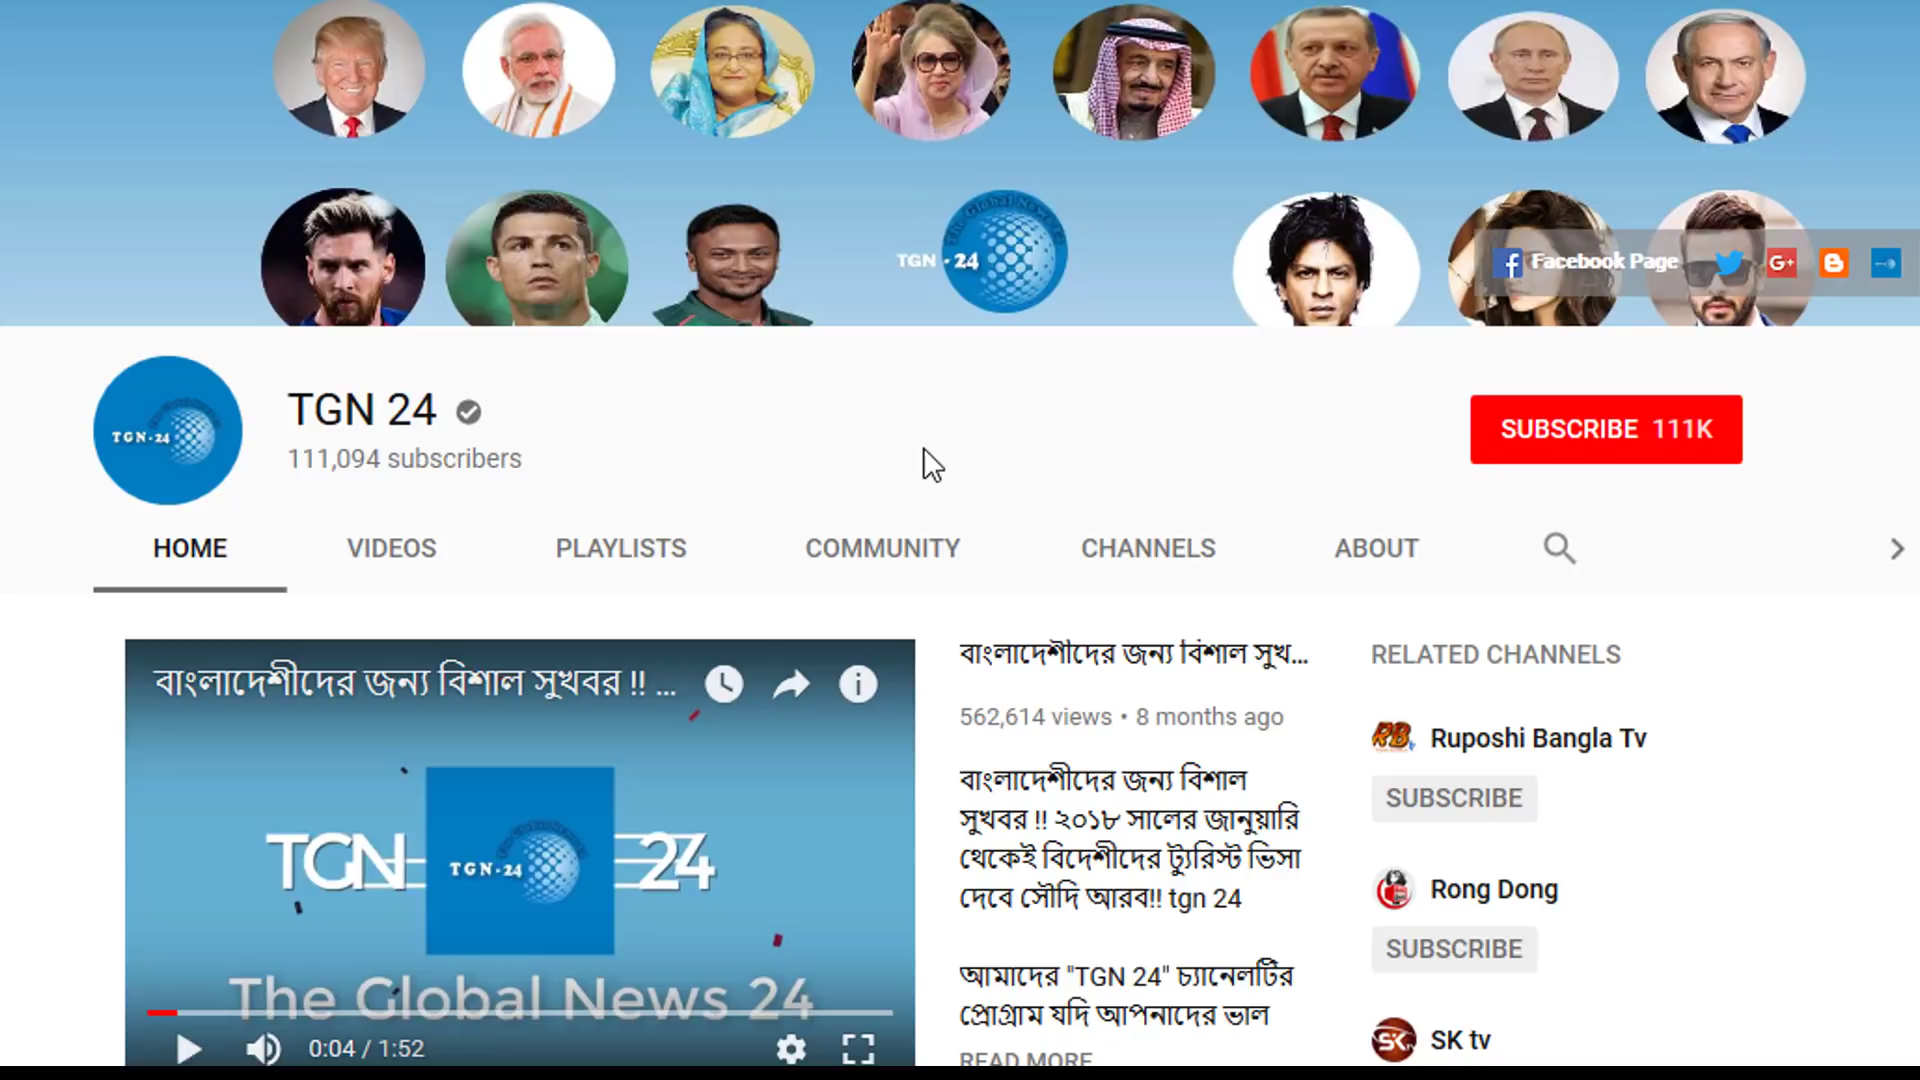 TGN - 24
Facebook Page
TGN 24
111,094 subscribers
SUBSCRIBE 111K
TGN-24
HOME
VIDEOS
PLAYLISTS
COMMUNITY
CHANNELS
ABOUT
বাংলাদেশীদের জন্য বিশাল সুখবর !! ...
TGN 24
TGN-24
The Global News 24
0:04 / 1:52
বাংলাদেশীদের জন্য বিশাল সুখ...
562,614 views • 8 months ago
বাংলাদেশীদের জন্য বিশাল
সুখবর !! ২০১৮ সালের জানুয়ারি
থেকেই বিদেশীদের ট্যুরিস্ট ভিসা
দেবে সৌদি আরব!! tgn 24
আমাদের "TGN 24" চ্যানেলটির
প্রোগ্রাম যদি আপনাদের ভাল
READ MORE
RELATED CHANNELS
Ruposhi Bangla Tv
SUBSCRIBE
Rong Dong
SUBSCRIBE
SK tv